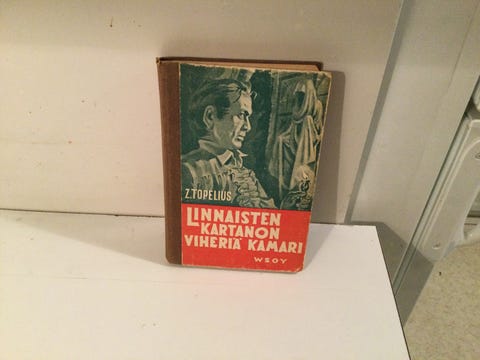 Z.TOPELIUS
LINNAISTEN
KARTANON
VIHERIÄ KAMARI
WSOY